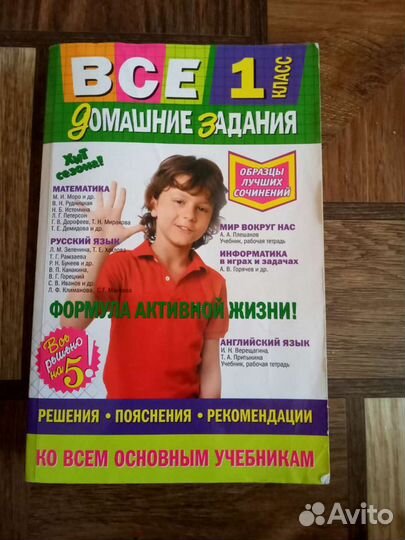 ВСЕ 1 КЛАСС
домашние задания
Хит
сезона!
МАТЕМАТИКА
М. И. Моро и др.
В. Н. Рудницкая
Н. Б. Истомина
Л. Г. Петерсон
Г. В. Дорофеев, Т. Н. Миракова
Т. Е. Демидова и др.
РУССКИЙ ЯЗЫК
Л. М. Зеленина, Т. Е. Хохлова
Т. Г. Рамзаева
Р. Н. Бунеев и др.
В. П. Канакина,
В. Г. Горецкий
С. В. Иванов и др.
Л. Ф. Климанова, С. Г. Макеева
ОБРАЗЦЫ
ЛУЧШИХ
СОЧИНЕНИЙ
МИР ВОКРУГ НАС
А. А. Плешаков
Учебник, рабочая тетрадь
ИНФОРМАТИКА
в играх и задачах
А. В. Горячев и др.
ФОРМУЛА АКТИВНОЙ ЖИЗНИ!
АНГЛИЙСКИЙ ЯЗЫК
И. Н. Верещагина,
Т. А. Притыкина
Учебник, рабочая тетрадь
Всё
решено
на 5!
РЕШЕНИЯ • ПОЯСНЕНИЯ • РЕКОМЕНДАЦИИ
КО ВСЕМ ОСНОВНЫМ УЧЕБНИКАМ
Avito